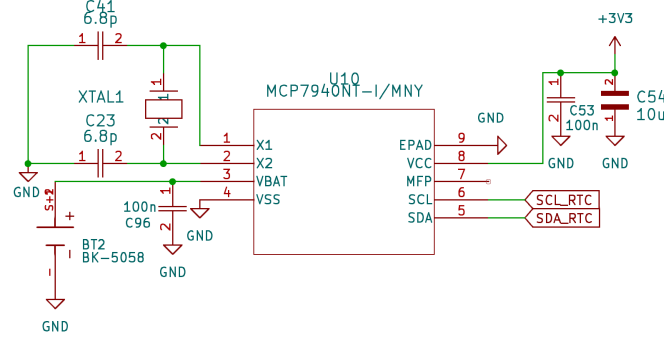 C41
6.8p
1 2
+3V3
XTAL1
1
2
2
U10
MCP7940NT-I/MNY
C23
6.8p
1 2
GND
1 X1
2 X2
3 VBAT
4 VSS
EPAD 9
VCC 8
MFP 7
SCL 6
SDA 5
GND
1
C53
100n
2
GND
2
C54
10u
1
GND
SCL_RTC
SDA_RTC
1
100n
C96
2
GND
GND
+
BT2
BK-5058
-
-
GND